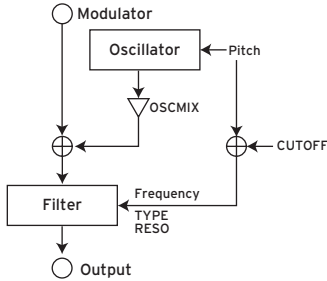 Modulator
Oscillator
Pitch
OSCMIX
CUTOFF
Frequency
Filter
TYPE
RESO
Output